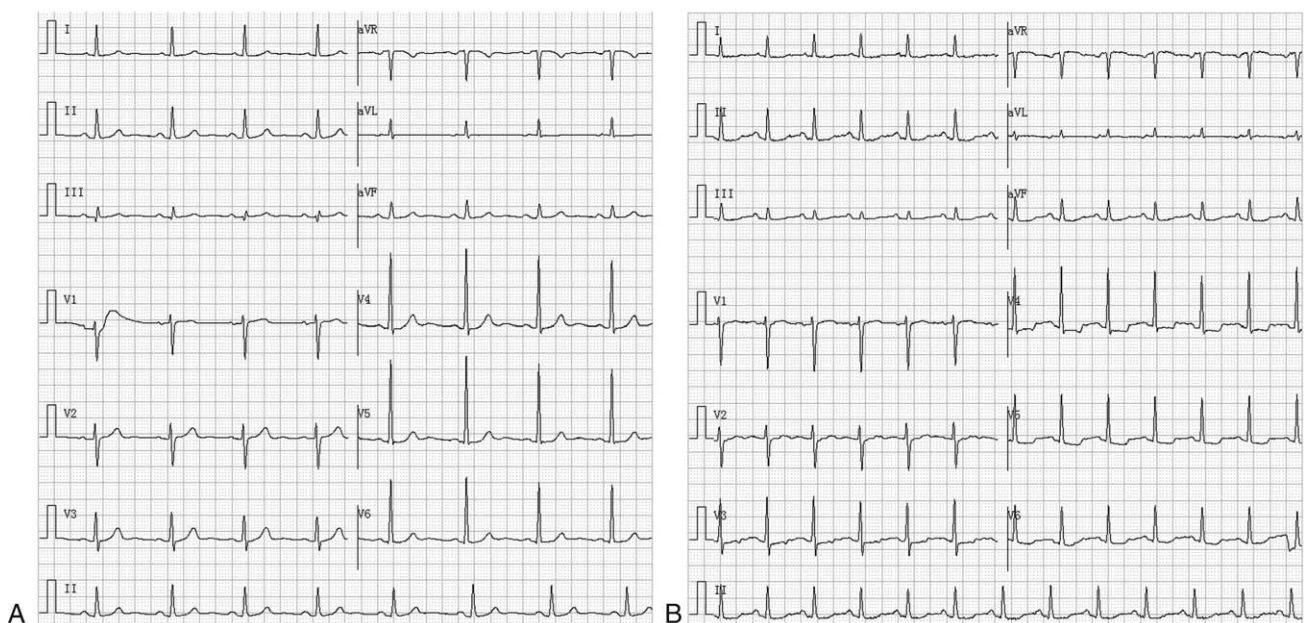 I aVR
II aVL
III aVF
V1 V4
V2 V5
V3 V6
II
A
I aVR
II aVL
III aVF
V1 V4
V2 V5
V3 V6
II
B